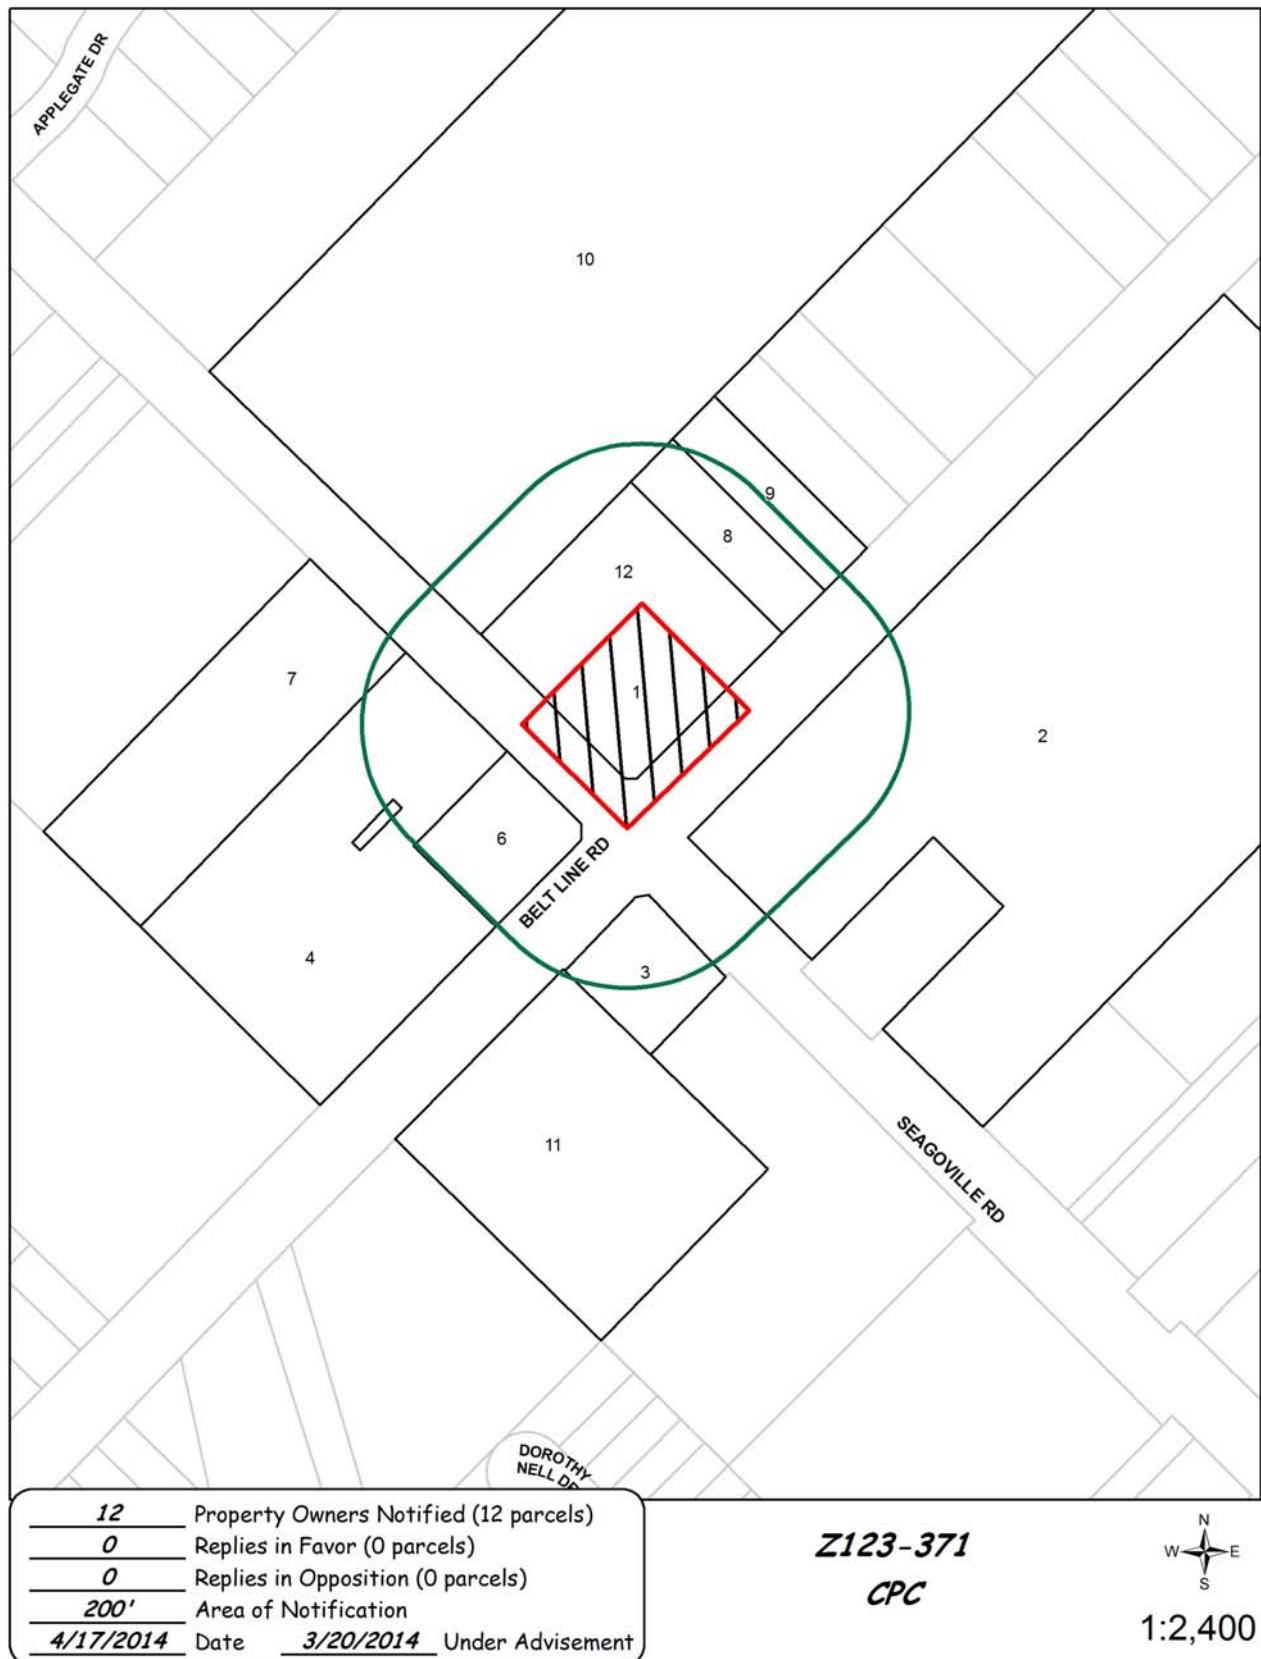 APPLEGATE DR
10
9
8
12
7
1
2
6
BELT LINE RD
4
3
11
SEAGOVILLE RD
DOROTHY
NELL DR
12 Property Owners Notified (12 parcels)
0 Replies in Favor (0 parcels)
0 Replies in Opposition (0 parcels)
200' Area of Notification
4/17/2014 Date 3/20/2014 Under Advisement
Z123-371
CPC
N
W E
S
1:2,400